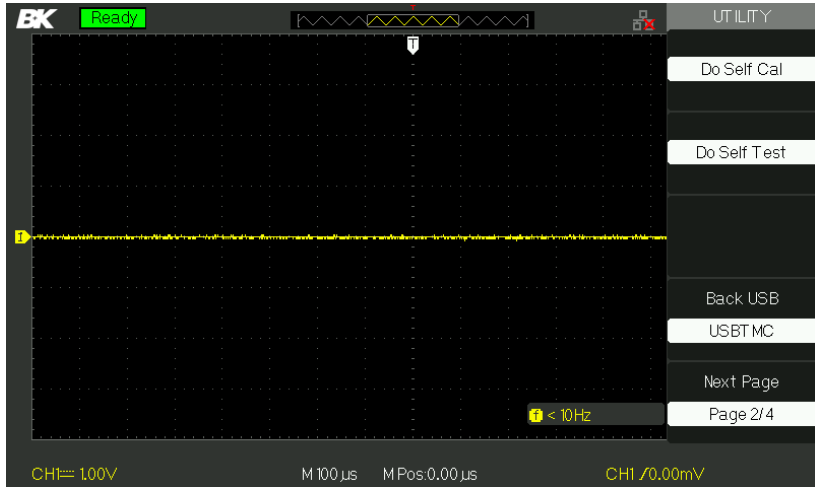 BK Ready UTILITY
T
T
Do Self Cal
Do Self Test
1
Back USB
USBTMC
Next Page
f < 10Hz Page 2/4
CH1 1.00V M 100µs M Pos:0.00µs CH1 /0.00mV